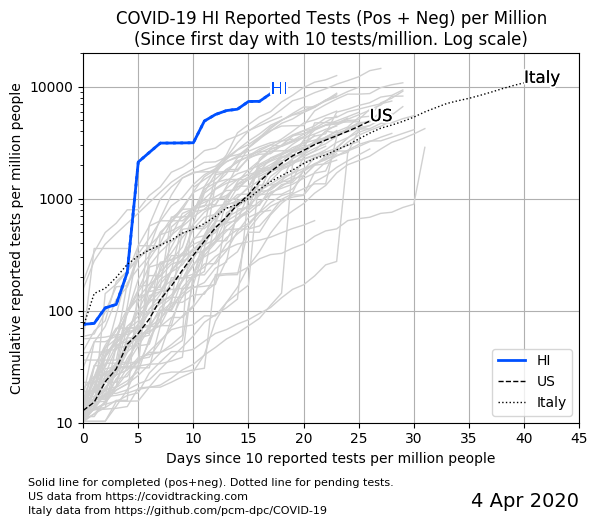 COVID-19 HI Reported Tests (Pos + Neg) per Million
(Since first day with 10 tests/million. Log scale)
Cumulative reported tests per million people
10000
1000
100
10
HI
US
Italy
HI
US
Italy
0 5 10 15 20 25 30 35 40 45
Days since 10 reported tests per million people
Solid line for completed (pos+neg). Dotted line for pending tests.
US data from https://covidtracking.com
Italy data from https://github.com/pcm-dpc/COVID-19
4 Apr 2020